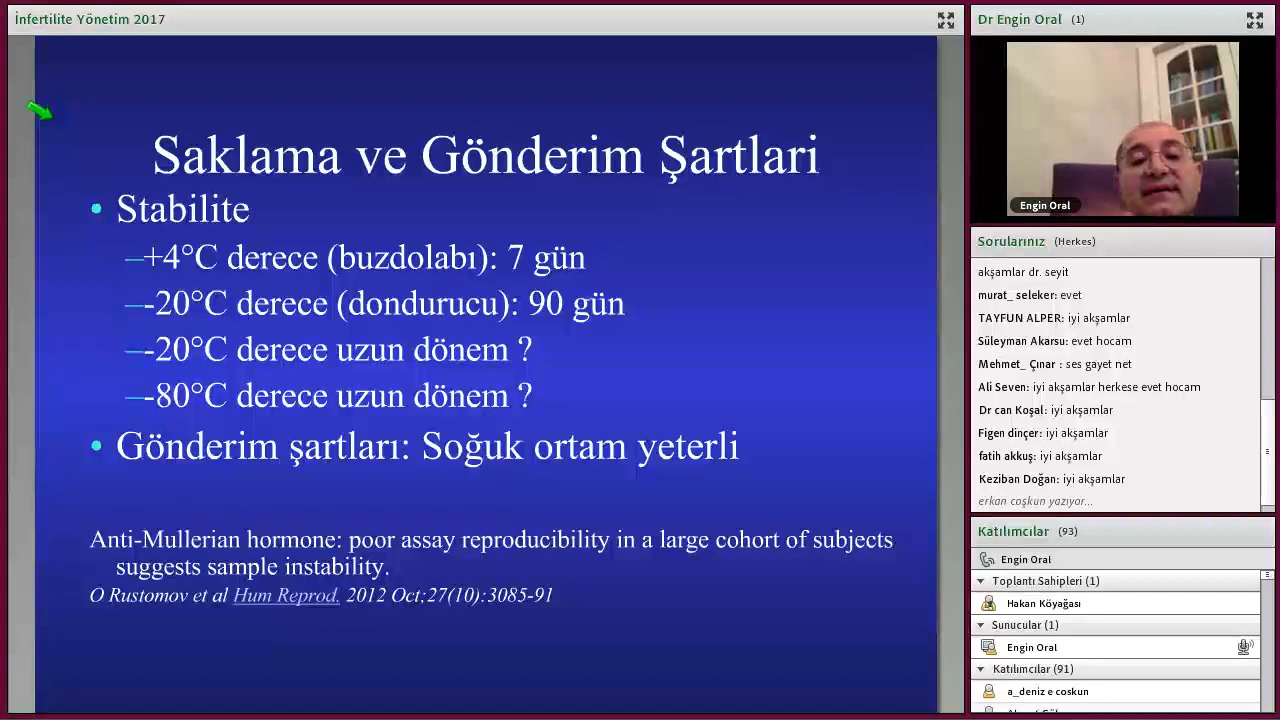 İnfertilite Yönetim 2017
Saklama ve Gönderim Şartlari
• Stabilite
–+4°C derece (buzdolabı): 7 gün
–-20°C derece (dondurucu): 90 gün
–-20°C derece uzun dönem ?
–-80°C derece uzun dönem ?
• Gönderim şartları: Soğuk ortam yeterli
Anti-Mullerian hormone: poor assay reproducibility in a large cohort of subjects
suggests sample instability.
O Rustomov et al Hum Reprod. 2012 Oct;27(10):3085-91
Dr Engin Oral (1)
Engin Oral
Sorularınız (Herkes)
akşamlar dr. seyit
murat_ seleker: evet
TAYFUN ALPER: iyi akşamlar
Süleyman Akarsu: evet hocam
Mehmet_ Çınar : ses gayet net
Ali Seven: iyi akşamlar herkese evet hocam
Dr can Koşal: iyi akşamlar
Figen dinçer: iyi akşamlar
fatih akkuş: iyi akşamlar
Keziban Doğan: iyi akşamlar
erkan coşkun yazıyor...
Katılımcılar (93)
Engin Oral
Toplantı Sahipleri (1)
Hakan Köyağası
Sunucular (1)
Engin Oral
Katılımcılar (91)
a_deniz e coskun